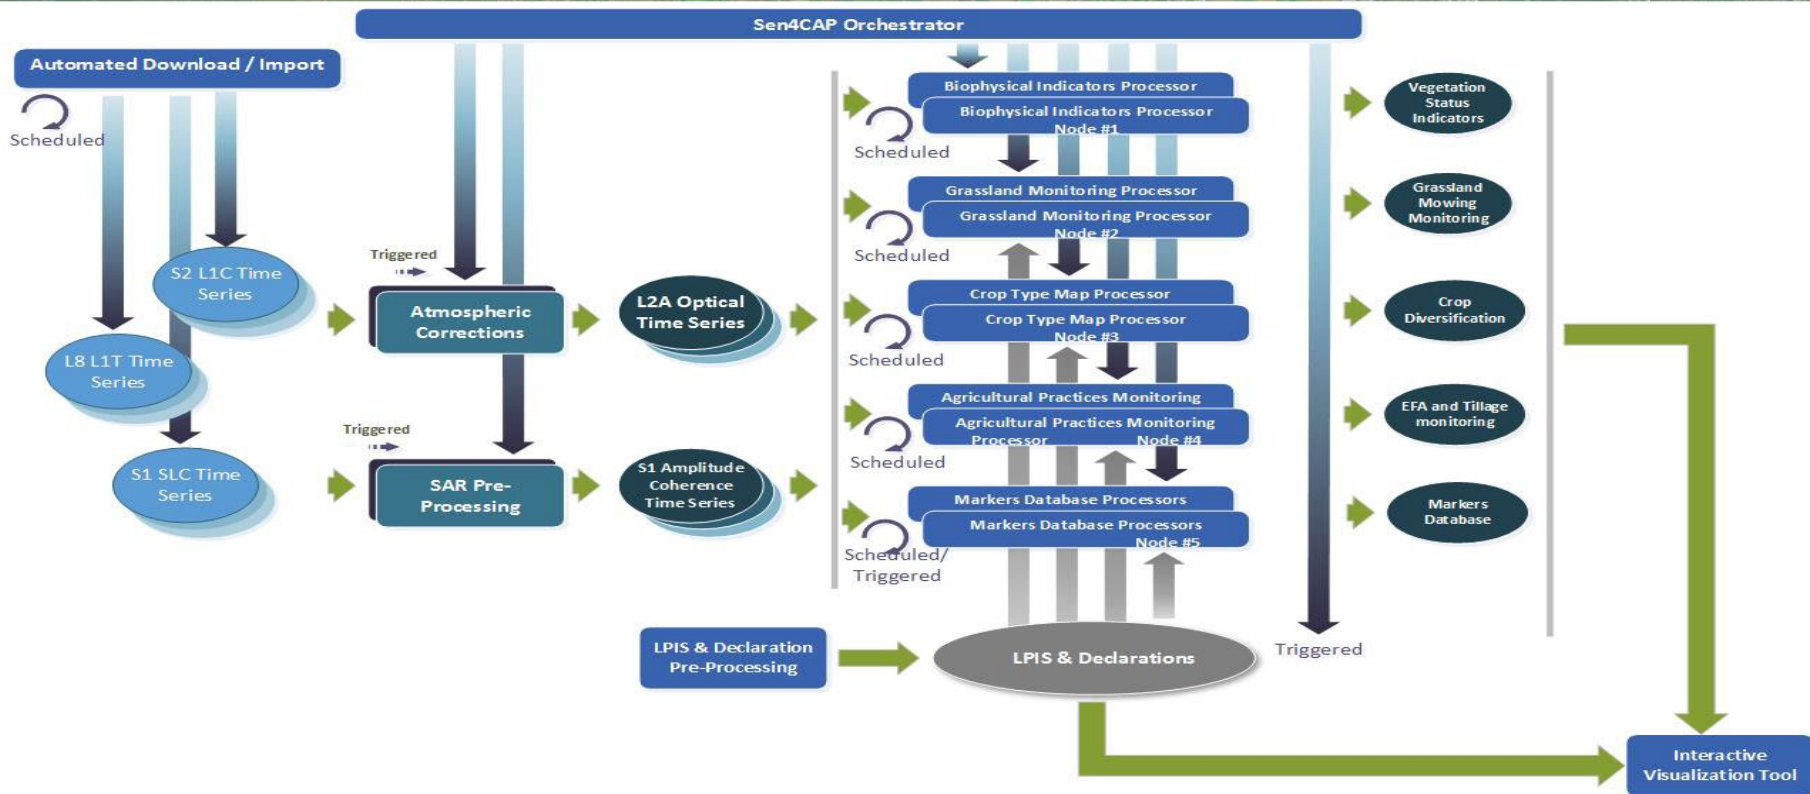 Sen4CAP Orchestrator
Automated Download / Import
Scheduled
S2 L1C Time
Series
L8 L1T Time
Series
S1 SLC Time
Series
Triggered
Atmospheric
Corrections
Triggered
SAR Pre-
Processing
L2A Optical
Time Series
S1 Amplitude
Coherence
Time Series
Biophysical Indicators Processor
Biophysical Indicators Processor
Node #1
Scheduled
Grassland Monitoring Processor
Grassland Monitoring Processor
Node #2
Scheduled
Crop Type Map Processor
Crop Type Map Processor
Node #3
Scheduled
Agricultural Practices Monitoring
Agricultural Practices Monitoring
Processor Node #4
Scheduled
Markers Database Processors
Markers Database Processors
Node #5
Scheduled/
Triggered
LPIS & Declaration
Pre-Processing
LPIS & Declarations
Triggered
Vegetation
Status
Indicators
Grassland
Mowing
Monitoring
Crop
Diversification
EFA and Tillage
monitoring
Markers
Database
Interactive
Visualization Tool